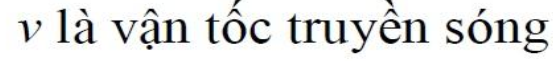 v là vận tốc truyền sóng